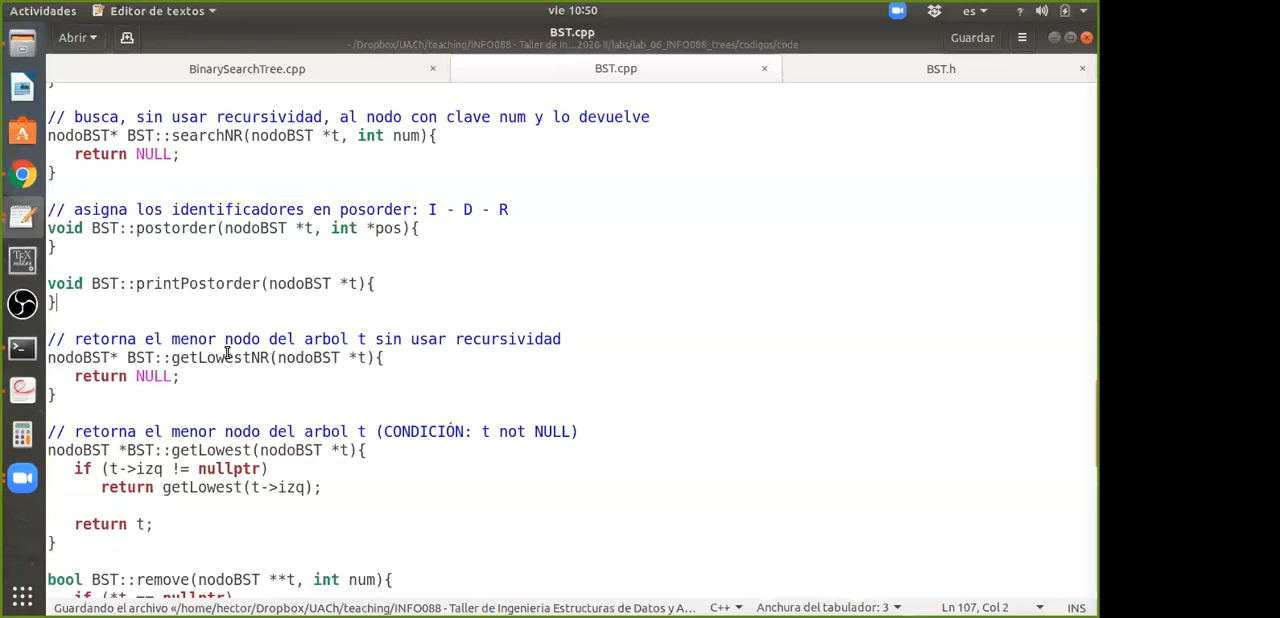 Actividades
Editor de textos
vie 10:50
es
?
Abrir
BST.cpp
~/Dropbox/UACh/teaching/INFO088 - Taller de In...2020-II/labs/lab_06_INFO088_trees/codigos/code
Guardar
BinarySearchTree.cpp
BST.cpp
BST.h
}
// busca, sin usar recursividad, al nodo con clave num y lo devuelve
nodoBST* BST::searchNR(nodoBST *t, int num){
return NULL;
}
// asigna los identificadores en posorder: I - D - R
void BST::postorder(nodoBST *t, int *pos){
}
void BST::printPostorder(nodoBST *t){
}
// retorna el menor nodo del arbol t sin usar recursividad
nodoBST* BST::getLowestNR(nodoBST *t){
return NULL;
}
// retorna el menor nodo del arbol t (CONDICIÓN: t not NULL)
nodoBST *BST::getLowest(nodoBST *t){
if (t->izq != nullptr)
return getLowest(t->izq);
return t;
}
bool BST::remove(nodoBST **t, int num){
if (*t == nullptr)
Guardando el archivo «/home/hector/Dropbox/UACh/teaching/INFO088 - Taller de Ingenieria Estructuras de Datos y A...
C++
Anchura del tabulador: 3
Ln 107, Col 2
INS